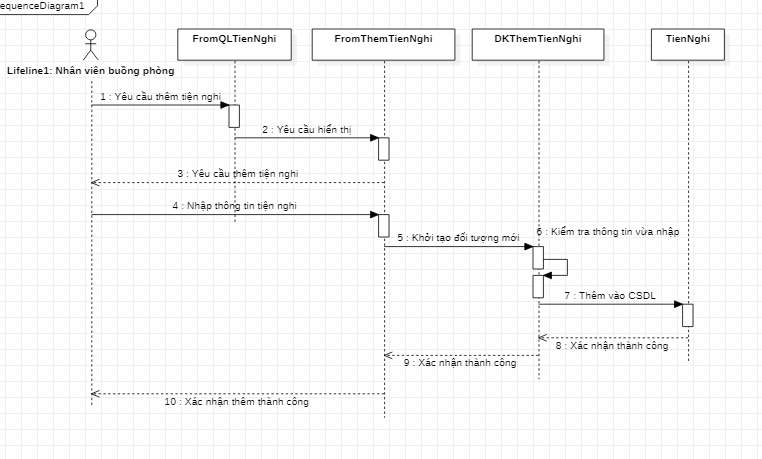 equenceDiagram1
FromQLTienNghi
FromThemTienNghi
DKThemTienNghi
TienNghi
Lifeline1: Nhân viên buồng phòng
1 : Yêu cầu thêm tiện nghi
2 : Yêu cầu hiển thị
3 : Yêu cầu thêm tiện nghi
4 : Nhập thông tin tiện nghi
5 : Khởi tạo đối tượng mới
6 : Kiểm tra thông tin vừa nhập
7 : Thêm vào CSDL
8 : Xác nhận thành công
9 : Xác nhận thành công
10 : Xác nhận thêm thành công